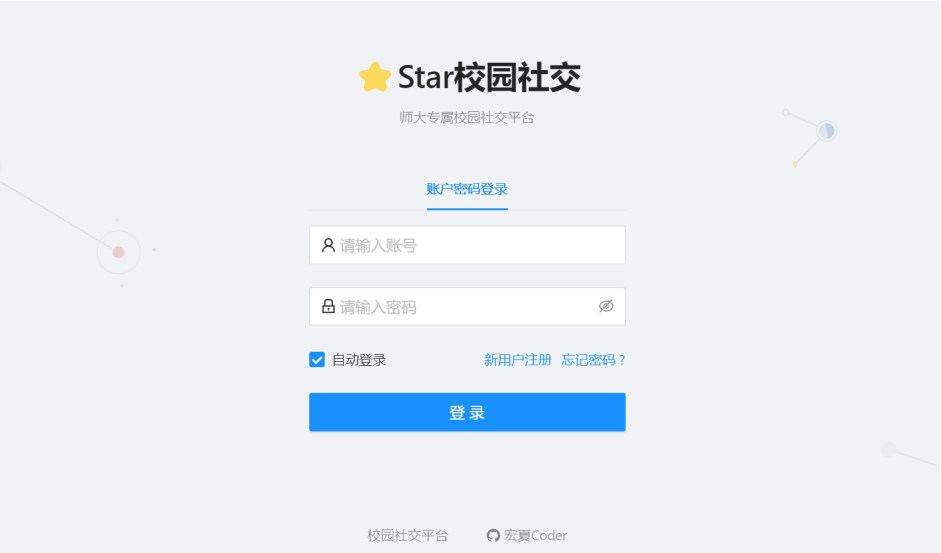 Star校园社交
师大专属校园社交平台
账户密码登录
请输入账号
请输入密码
自动登录 新用户注册 忘记密码 ?
登 录
校园社交平台 宏夏Coder